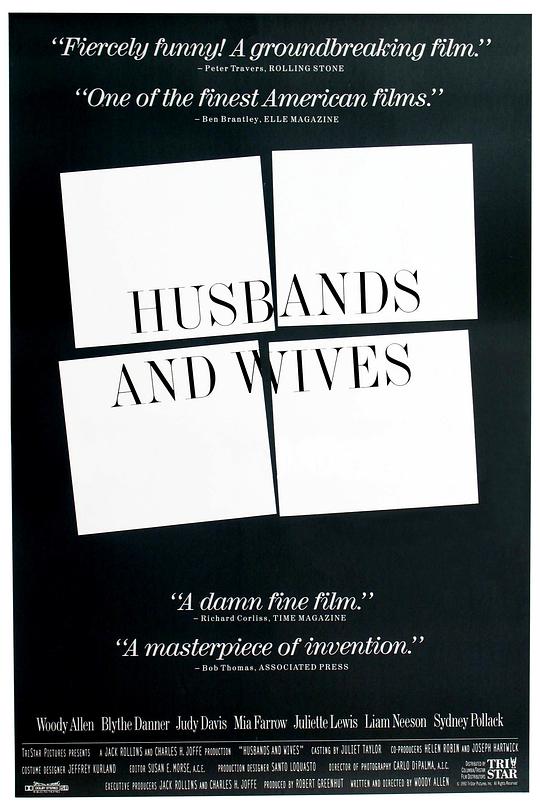 “Fiercely funny! A groundbreaking film.”
– Peter Travers, ROLLING STONE
“One of the finest American films.”
– Ben Brantley, ELLE MAGAZINE
HUSBANDS
AND WIVES
“A damn fine film.”
– Richard Corliss, TIME MAGAZINE
“A masterpiece of invention.”
– Bob Thomas, ASSOCIATED PRESS
Woody Allen Blythe Danner Judy Davis Mia Farrow Juliette Lewis Liam Neeson Sydney Pollack
TRISTAR PICTURES PRESENTS A JACK ROLLINS AND CHARLES H. JOFFE PRODUCTION "HUSBANDS AND WIVES" CASTING BY JULIET TAYLOR CO-PRODUCERS HELEN ROBIN AND JOSEPH HARTWICK
COSTUME DESIGNER JEFFREY KURLAND EDITOR SUSAN E. MORSE, A.C.E. PRODUCTION DESIGNER SANTO LOQUASTO DIRECTOR OF PHOTOGRAPHY CARLO DIPALMA, A.I.C.
EXECUTIVE PRODUCERS JACK ROLLINS AND CHARLES H. JOFFE PRODUCED BY ROBERT GREENHUT WRITTEN AND DIRECTED BY WOODY ALLEN
DOLBY STEREO
TRI
STAR